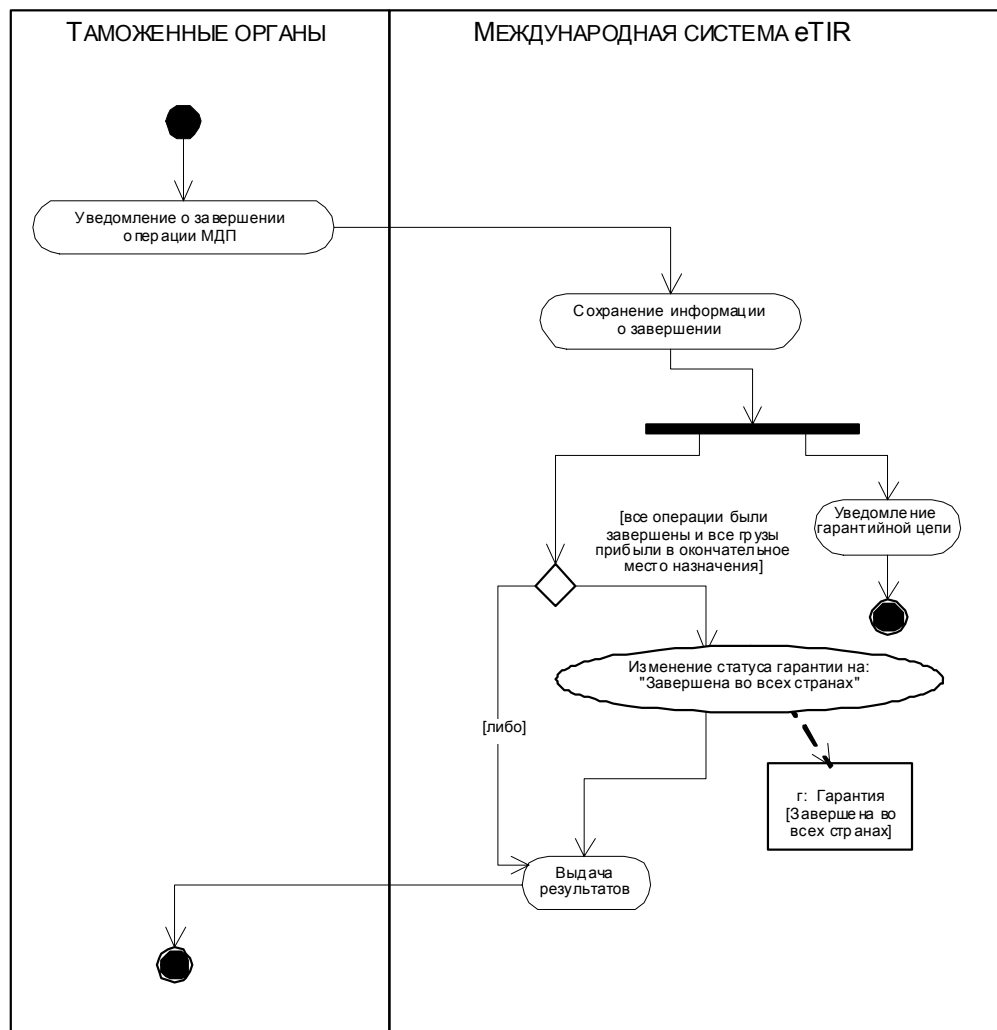 ТАМОЖЕННЫЕ ОРГАНЫ
МЕЖДУНАРОДНАЯ СИСТЕМА eTIR
Уведомление о завершении
операции МДП
Сохранение информации
о завершении
[все операции были
завершены и все грузы
прибыли в окончательное
место назначения]
Уведомление
гарантийной цепи
Изменение статуса гарантии на:
"Завершена во всех странах"
[либо]
г: Гарантия
[Завершена во
всех странах]
Выдача
результатов